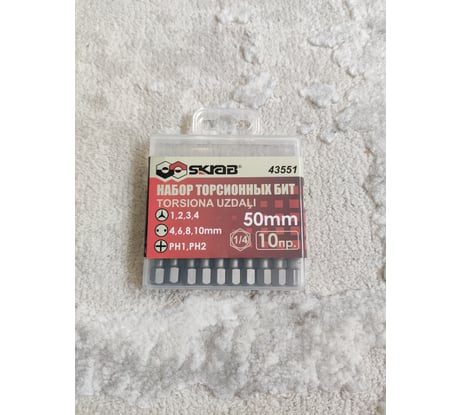 SKRAB 43551
НАБОР ТОРСИОННЫХ БИТ
TORSIONA UZDAĻI
1,2,3,4 50mm
4,6,8,10mm
PH1,PH2 1/4 10пр.